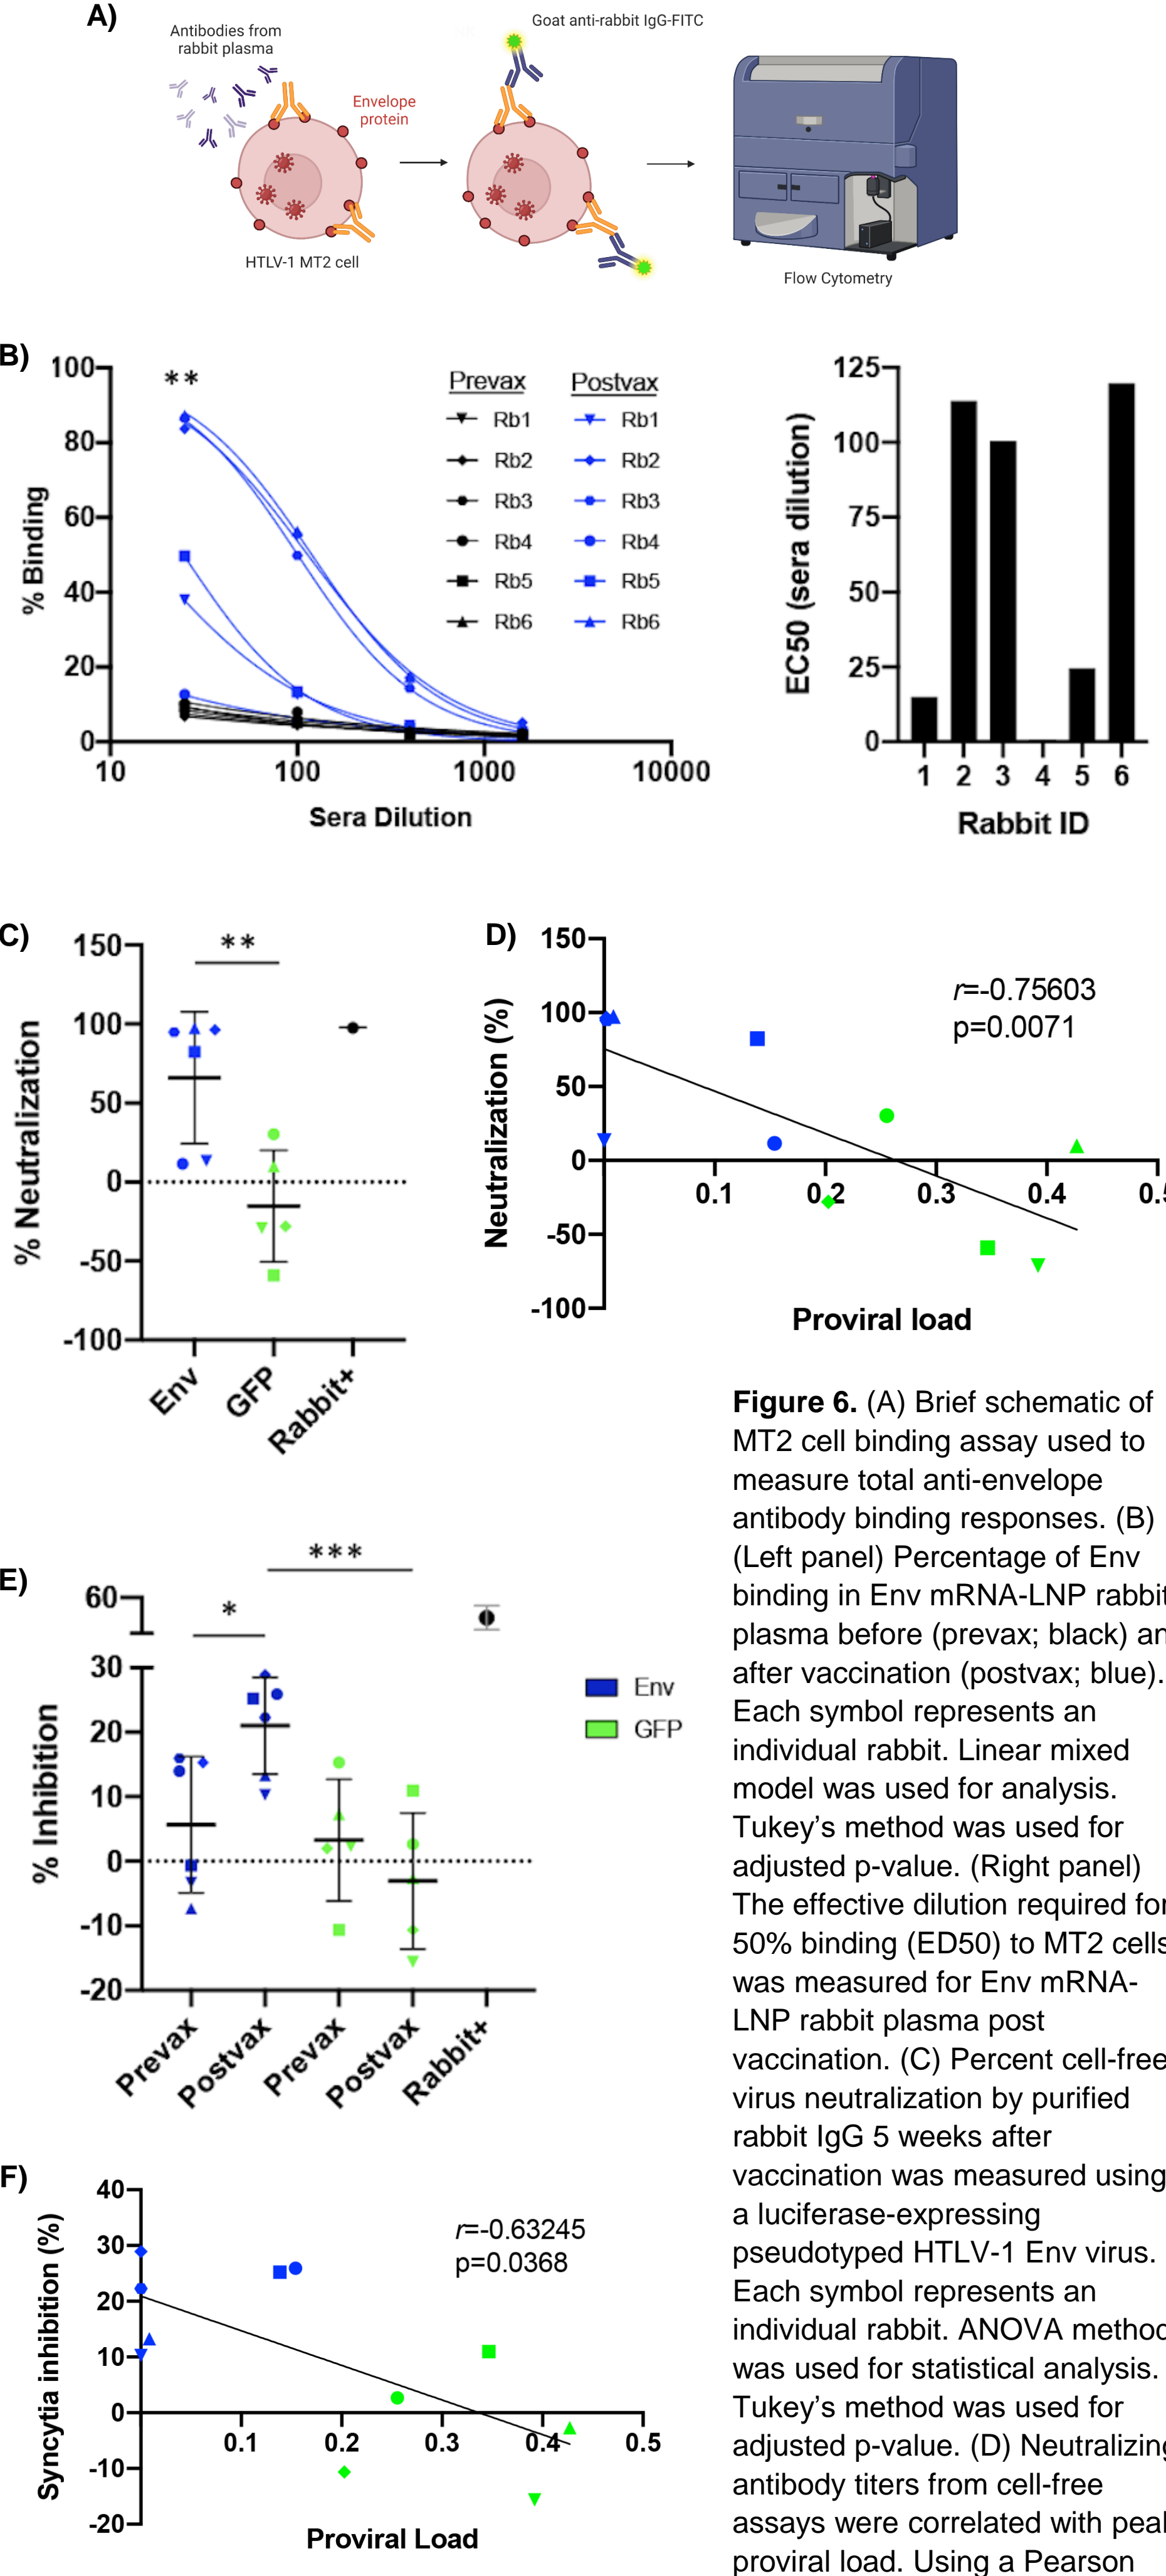 A)
Antibodies from
rabbit plasma
Goat anti-rabbit IgG-FITC
Envelope
protein
HTLV-1 MT2 cell
Flow Cytometry
B)
100
80
60
40
20
0
% Binding
**
10
100
1000
10000
Sera Dilution
Prevax
Postvax
Rb1
Rb1
Rb2
Rb2
Rb3
Rb3
Rb4
Rb4
Rb5
Rb5
Rb6
Rb6
125
100
75
50
25
0
EC50 (sera dilution)
1
2
3
4
5
6
Rabbit ID
C)
150
100
50
0
-50
-100
% Neutralization
**
Env
GFP
Rabbit+
D)
150
100
50
0
-50
-100
Neutralization (%)
r=-0.75603
p=0.0071
0.1
0.2
0.3
0.4
Proviral load
E)
60
30
20
10
0
-10
-20
% Inhibition
*
***
Env
GFP
Prevax
Postvax
Prevax
Postvax
Rabbit+
F)
40
30
20
10
0
-10
-20
Syncytia inhibition (%)
r=-0.63245
p=0.0368
0.1
0.2
0.3
0.4
0.5
Proviral Load
Figure 6. (A) Brief schematic of
MT2 cell binding assay used to
measure total anti-envelope
antibody binding responses. (B)
(Left panel) Percentage of Env
binding in Env mRNA-LNP rabbit
plasma before (prevax; black) an
after vaccination (postvax; blue).
Each symbol represents an
individual rabbit. Linear mixed
model was used for analysis.
Tukey's method was used for
adjusted p-value. (Right panel)
The effective dilution required for
50% binding (ED50) to MT2 cells
was measured for Env mRNA-
LNP rabbit plasma post
vaccination. (C) Percent cell-free
virus neutralization by purified
rabbit IgG 5 weeks after
vaccination was measured using
a luciferase-expressing
pseudotyped HTLV-1 Env virus.
Each symbol represents an
individual rabbit. ANOVA method
was used for statistical analysis.
Tukey's method was used for
adjusted p-value. (D) Neutralizing
antibody titers from cell-free
assays were correlated with peak
proviral load. Using a Pearson